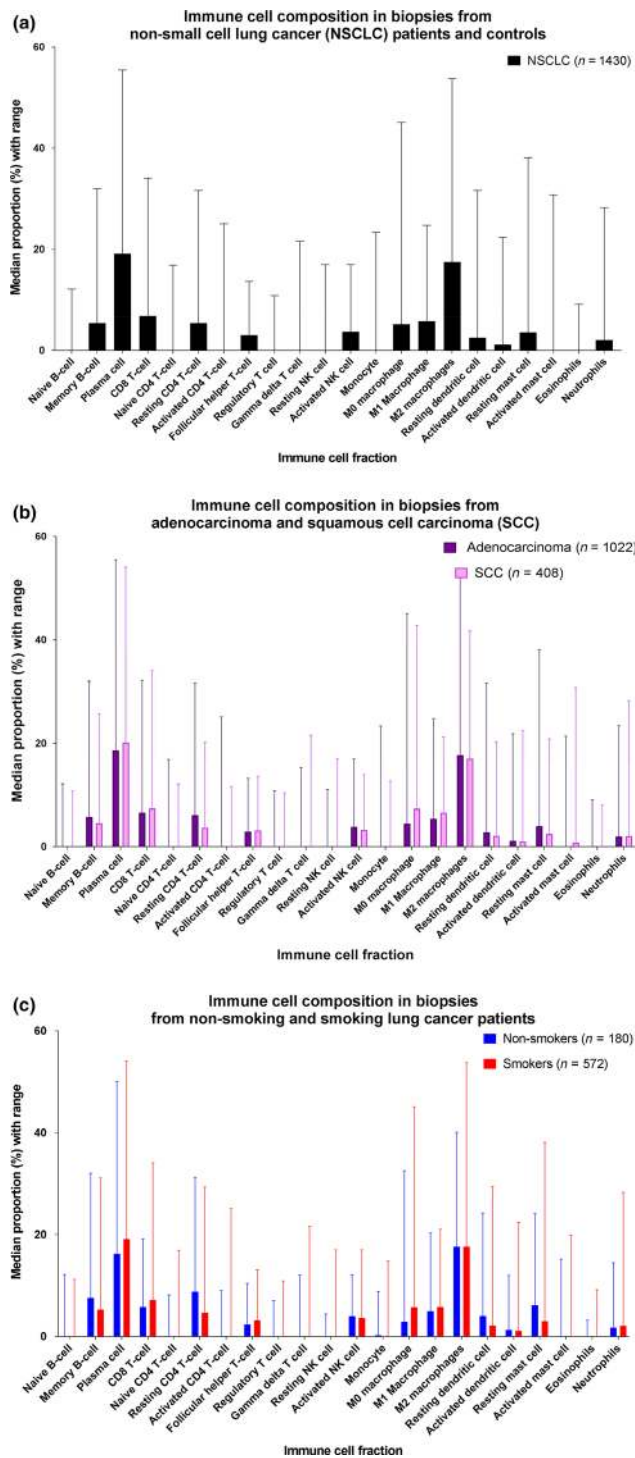 (a)
Immune cell composition in biopsies from
non-small cell lung cancer (NSCLC) patients and controls
NSCLC (n = 1430)
Median proportion (%) with range
60
40
20
0
Naive B-cell
Memory B-cell
Plasma cell
CD8 T-cell
Naive CD4 T-cell
Resting CD4 T-cell
Activated CD4 T-cell
Follicular helper T-cell
Regulatory T cell
Gamma delta T cell
Resting NK cell
Activated NK cell
Monocyte
M0 macrophage
M1 Macrophage
M2 macrophages
Resting dendritic cell
Activated dendritic cell
Resting mast cell
Activated mast cell
Eosinophils
Neutrophils
Immune cell fraction
(b)
Immune cell composition in biopsies from
adenocarcinoma and squamous cell carcinoma (SCC)
Adenocarcinoma (n = 1022)
SCC (n = 408)
Median proportion (%) with range
60
40
20
0
Naive B-cell
Memory B-cell
Plasma cell
CD8 T-cell
Naive CD4 T-cell
Resting CD4 T-cell
Activated CD4 T-cell
Follicular helper T-cell
Regulatory T cell
Gamma delta T cell
Resting NK cell
Activated NK cell
Monocyte
M0 macrophage
M1 Macrophage
M2 macrophages
Resting dendritic cell
Activated dendritic cell
Resting mast cell
Activated mast cell
Eosinophils
Neutrophils
Immune cell fraction
(c)
Immune cell composition in biopsies
from non-smoking and smoking lung cancer patients
Non-smokers (n = 180)
Smokers (n = 572)
Median proportion (%) with range
60
40
20
0
Naive B-cell
Memory B-cell
Plasma cell
CD8 T-cell
Naive CD4 T-cell
Resting CD4 T-cell
Activated CD4 T-cell
Follicular helper T-cell
Regulatory T cell
Gamma delta T cell
Resting NK cell
Activated NK cell
Monocyte
M0 macrophage
M1 Macrophage
M2 macrophages
Resting dendritic cell
Activated dendritic cell
Resting mast cell
Activated mast cell
Eosinophils
Neutrophils
Immune cell fraction